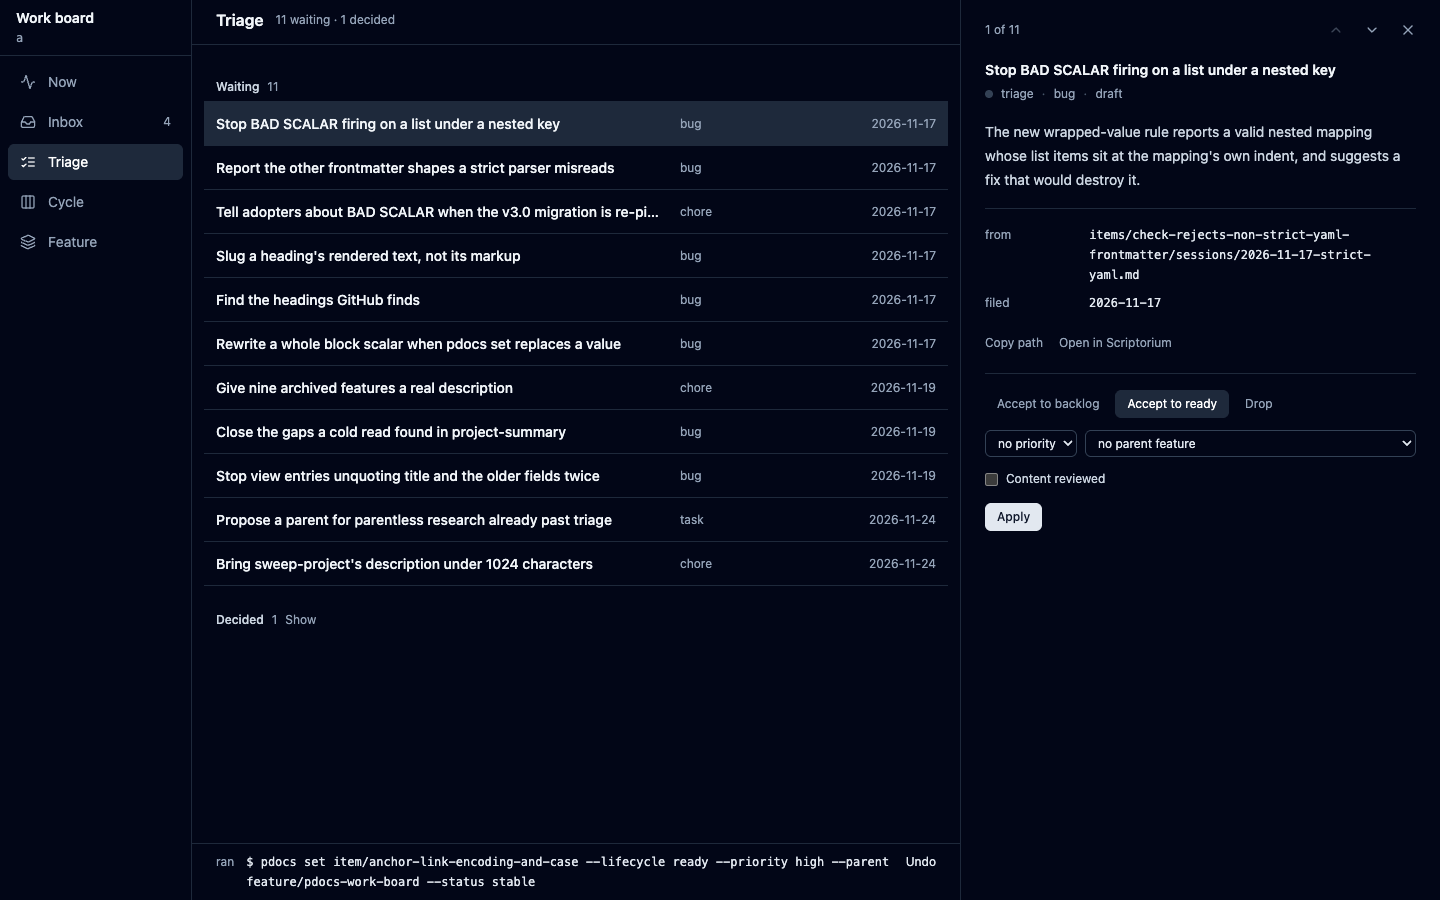 Work board
a
Now
Inbox 4
Triage
Cycle
Feature
Triage 11 waiting · 1 decided
Waiting 11
Stop BAD SCALAR firing on a list under a nested key bug 2026-11-17
Report the other frontmatter shapes a strict parser misreads bug 2026-11-17
Tell adopters about BAD SCALAR when the v3.0 migration is re-pi... chore 2026-11-17
Slug a heading's rendered text, not its markup bug 2026-11-17
Find the headings GitHub finds bug 2026-11-17
Rewrite a whole block scalar when pdocs set replaces a value bug 2026-11-17
Give nine archived features a real description chore 2026-11-19
Close the gaps a cold read found in project-summary bug 2026-11-19
Stop view entries unquoting title and the older fields twice bug 2026-11-19
Propose a parent for parentless research already past triage task 2026-11-24
Bring sweep-project's description under 1024 characters chore 2026-11-24
Decided 1 Show
ran $ pdocs set item/anchor-link-encoding-and-case --lifecycle ready --priority high --parent Undo
feature/pdocs-work-board --status stable
1 of 11
Stop BAD SCALAR firing on a list under a nested key
triage · bug · draft
The new wrapped-value rule reports a valid nested mapping
whose list items sit at the mapping's own indent, and suggests a
fix that would destroy it.
from items/check-rejects-non-strict-yaml-
frontmatter/sessions/2026-11-17-strict-
yaml.md
filed 2026-11-17
Copy path Open in Scriptorium
Accept to backlog Accept to ready Drop
no priority no parent feature
Content reviewed
Apply